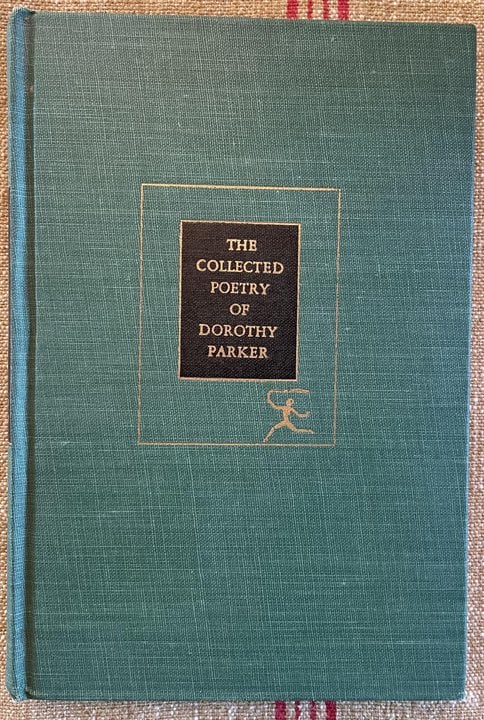 THE
COLLECTED
POETRY
OF
DOROTHY
PARKER